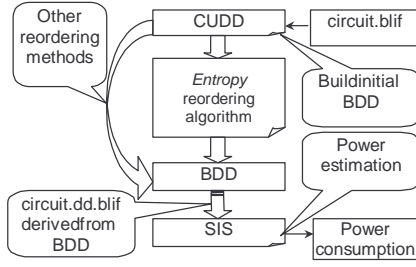 Other
reordering
methods
CUDD
circuit.blif
Entropy
reordering
algorithm
Buildinitial
BDD
Power
estimation
BDD
circuit.dd.blif
derivedfrom
BDD
SIS
Power
consumption